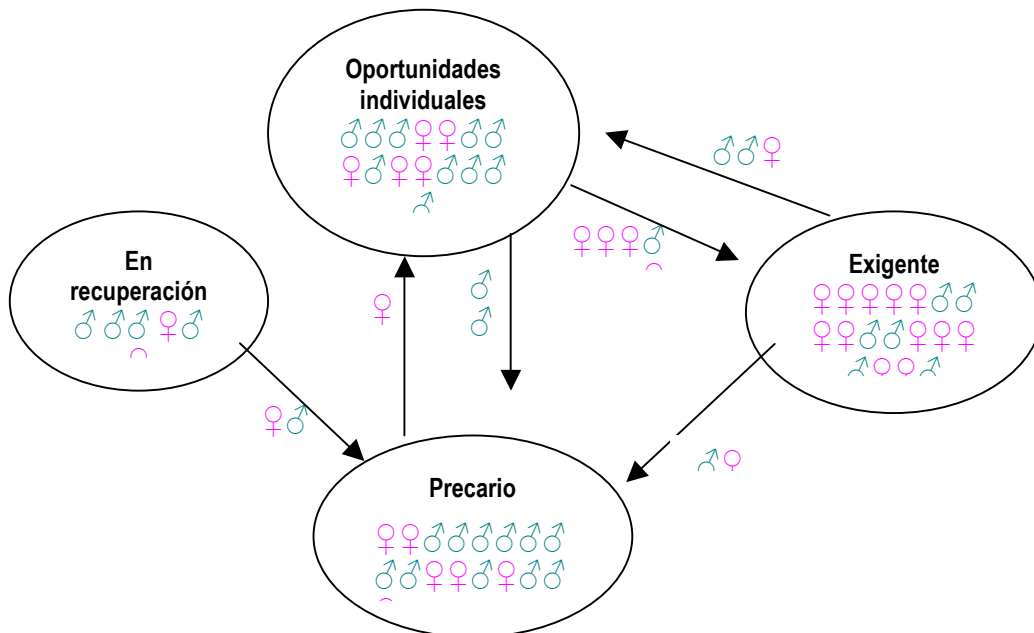 Oportunidades
individuales
En
recuperación
Exigente
Precario